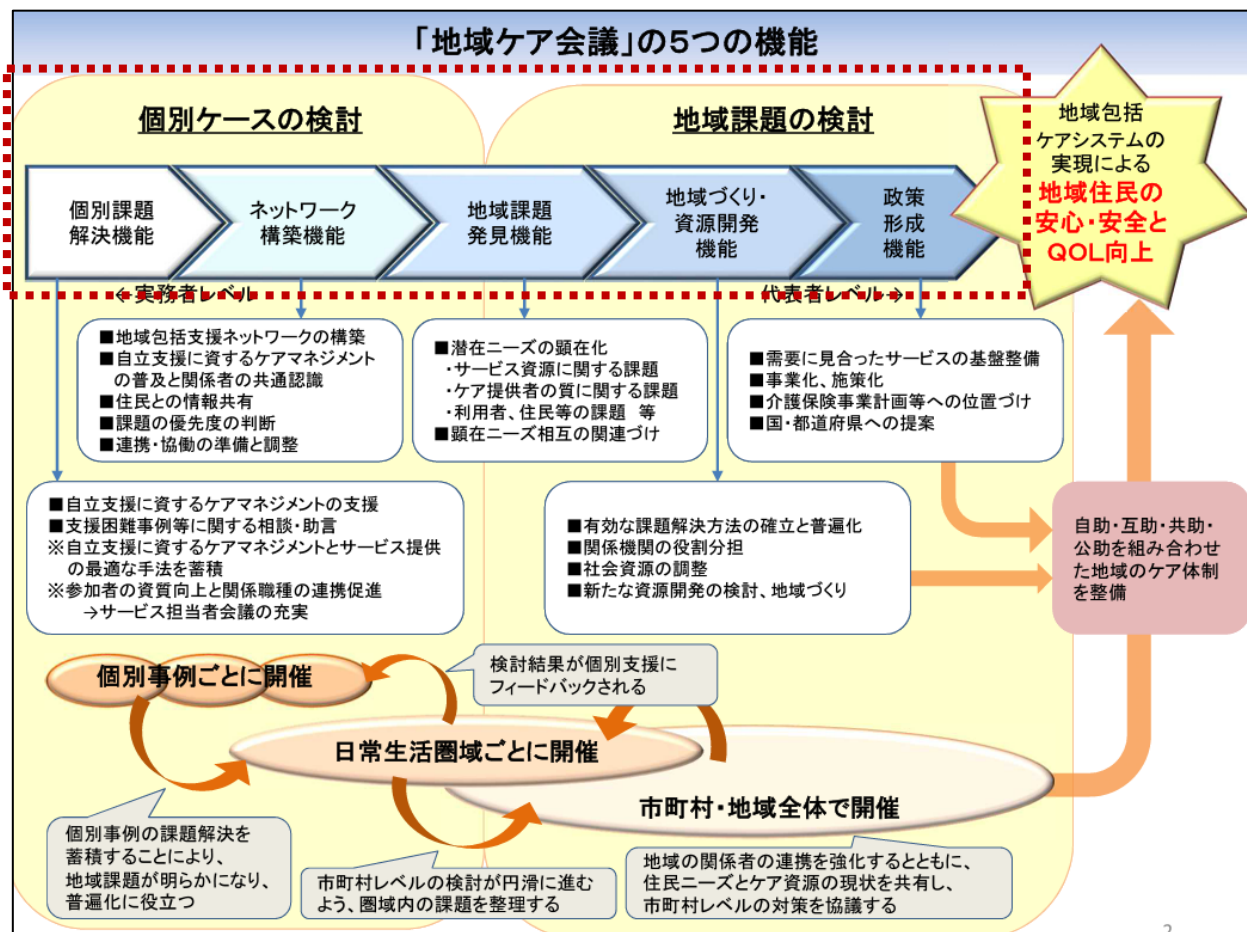 「地域ケア会議」の５つの機能
個別ケースの検討
地域課題の検討
地域包括
ケアシステムの
実現による
地域住民の
安心・安全と
QOL向上
個別課題
解決機能
ネットワーク
構築機能
地域課題
発見機能
地域づくり・
資源開発
機能
政策
形成
機能
←実務者レベル
代表者レベル→
■地域包括支援ネットワークの構築
■自立支援に資するケアマネジメント
の普及と関係者の共通認識
■住民との情報共有
■課題の優先度の判断
■連携・協働の準備と調整
■潜在ニーズの顕在化
・サービス資源に関する課題
・ケア提供者の質に関する課題
・利用者、住民等の課題 等
■顕在ニーズ相互の関連づけ
■需要に見合ったサービスの基盤整備
■事業化、施策化
■介護保険事業計画等への位置づけ
■国・都道府県への提案
■自立支援に資するケアマネジメントの支援
■支援困難事例等に関する相談・助言
※自立支援に資するケアマネジメントとサービス提供
の最適な手法を蓄積
※参加者の資質向上と関係職種の連携促進
→サービス担当者会議の充実
■有効な課題解決方法の確立と普遍化
■関係機関の役割分担
■社会資源の調整
■新たな資源開発の検討、地域づくり
自助・互助・共助・
公助を組み合わせ
た地域のケア体制
を整備
個別事例ごとに開催
検討結果が個別支援に
フィードバックされる
日常生活圏域ごとに開催
市町村・地域全体で開催
個別事例の課題解決を
蓄積することにより、
地域課題が明らかになり、
普遍化に役立つ
市町村レベルの検討が円滑に進む
よう、圏域内の課題を整理する
地域の関係者の連携を強化するとともに、
住民ニーズとケア資源の現状を共有し、
市町村レベルの対策を協議する
2